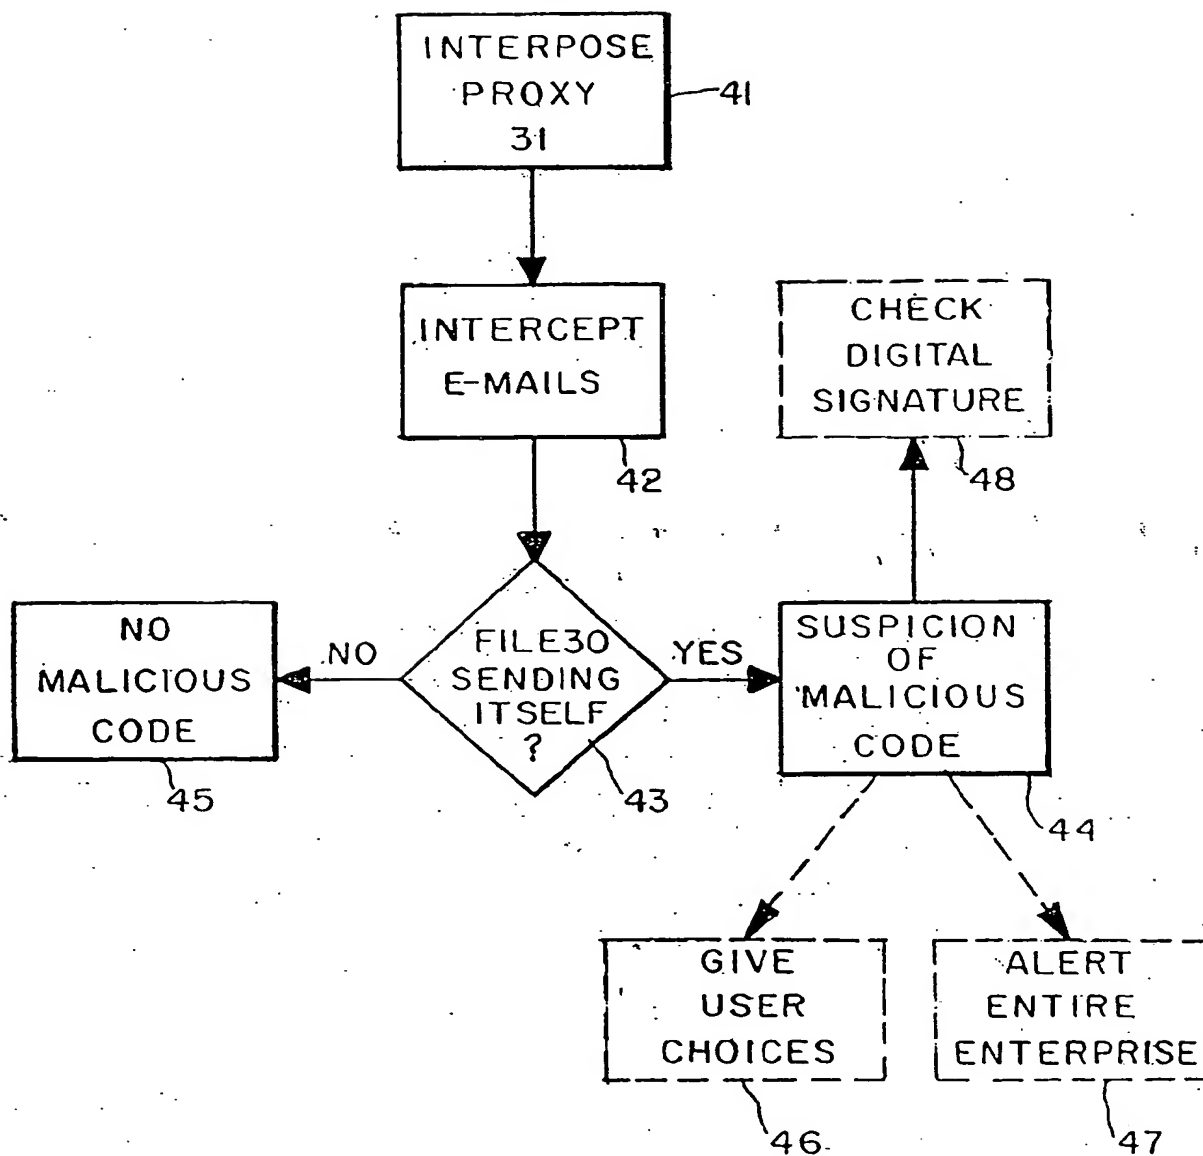 INTERPOSE
PROXY
31
41
INTERCEPT
E-MAILS
42
CHECK
DIGITAL
SIGNATURE
48
FILE30
SENDING
ITSELF
?
43
NO
YES
NO
MALICIOUS
CODE
45
SUSPICION
OF
MALICIOUS
CODE
44
GIVE
USER
CHOICES
46
ALERT
ENTIRE
ENTERPRISE
47